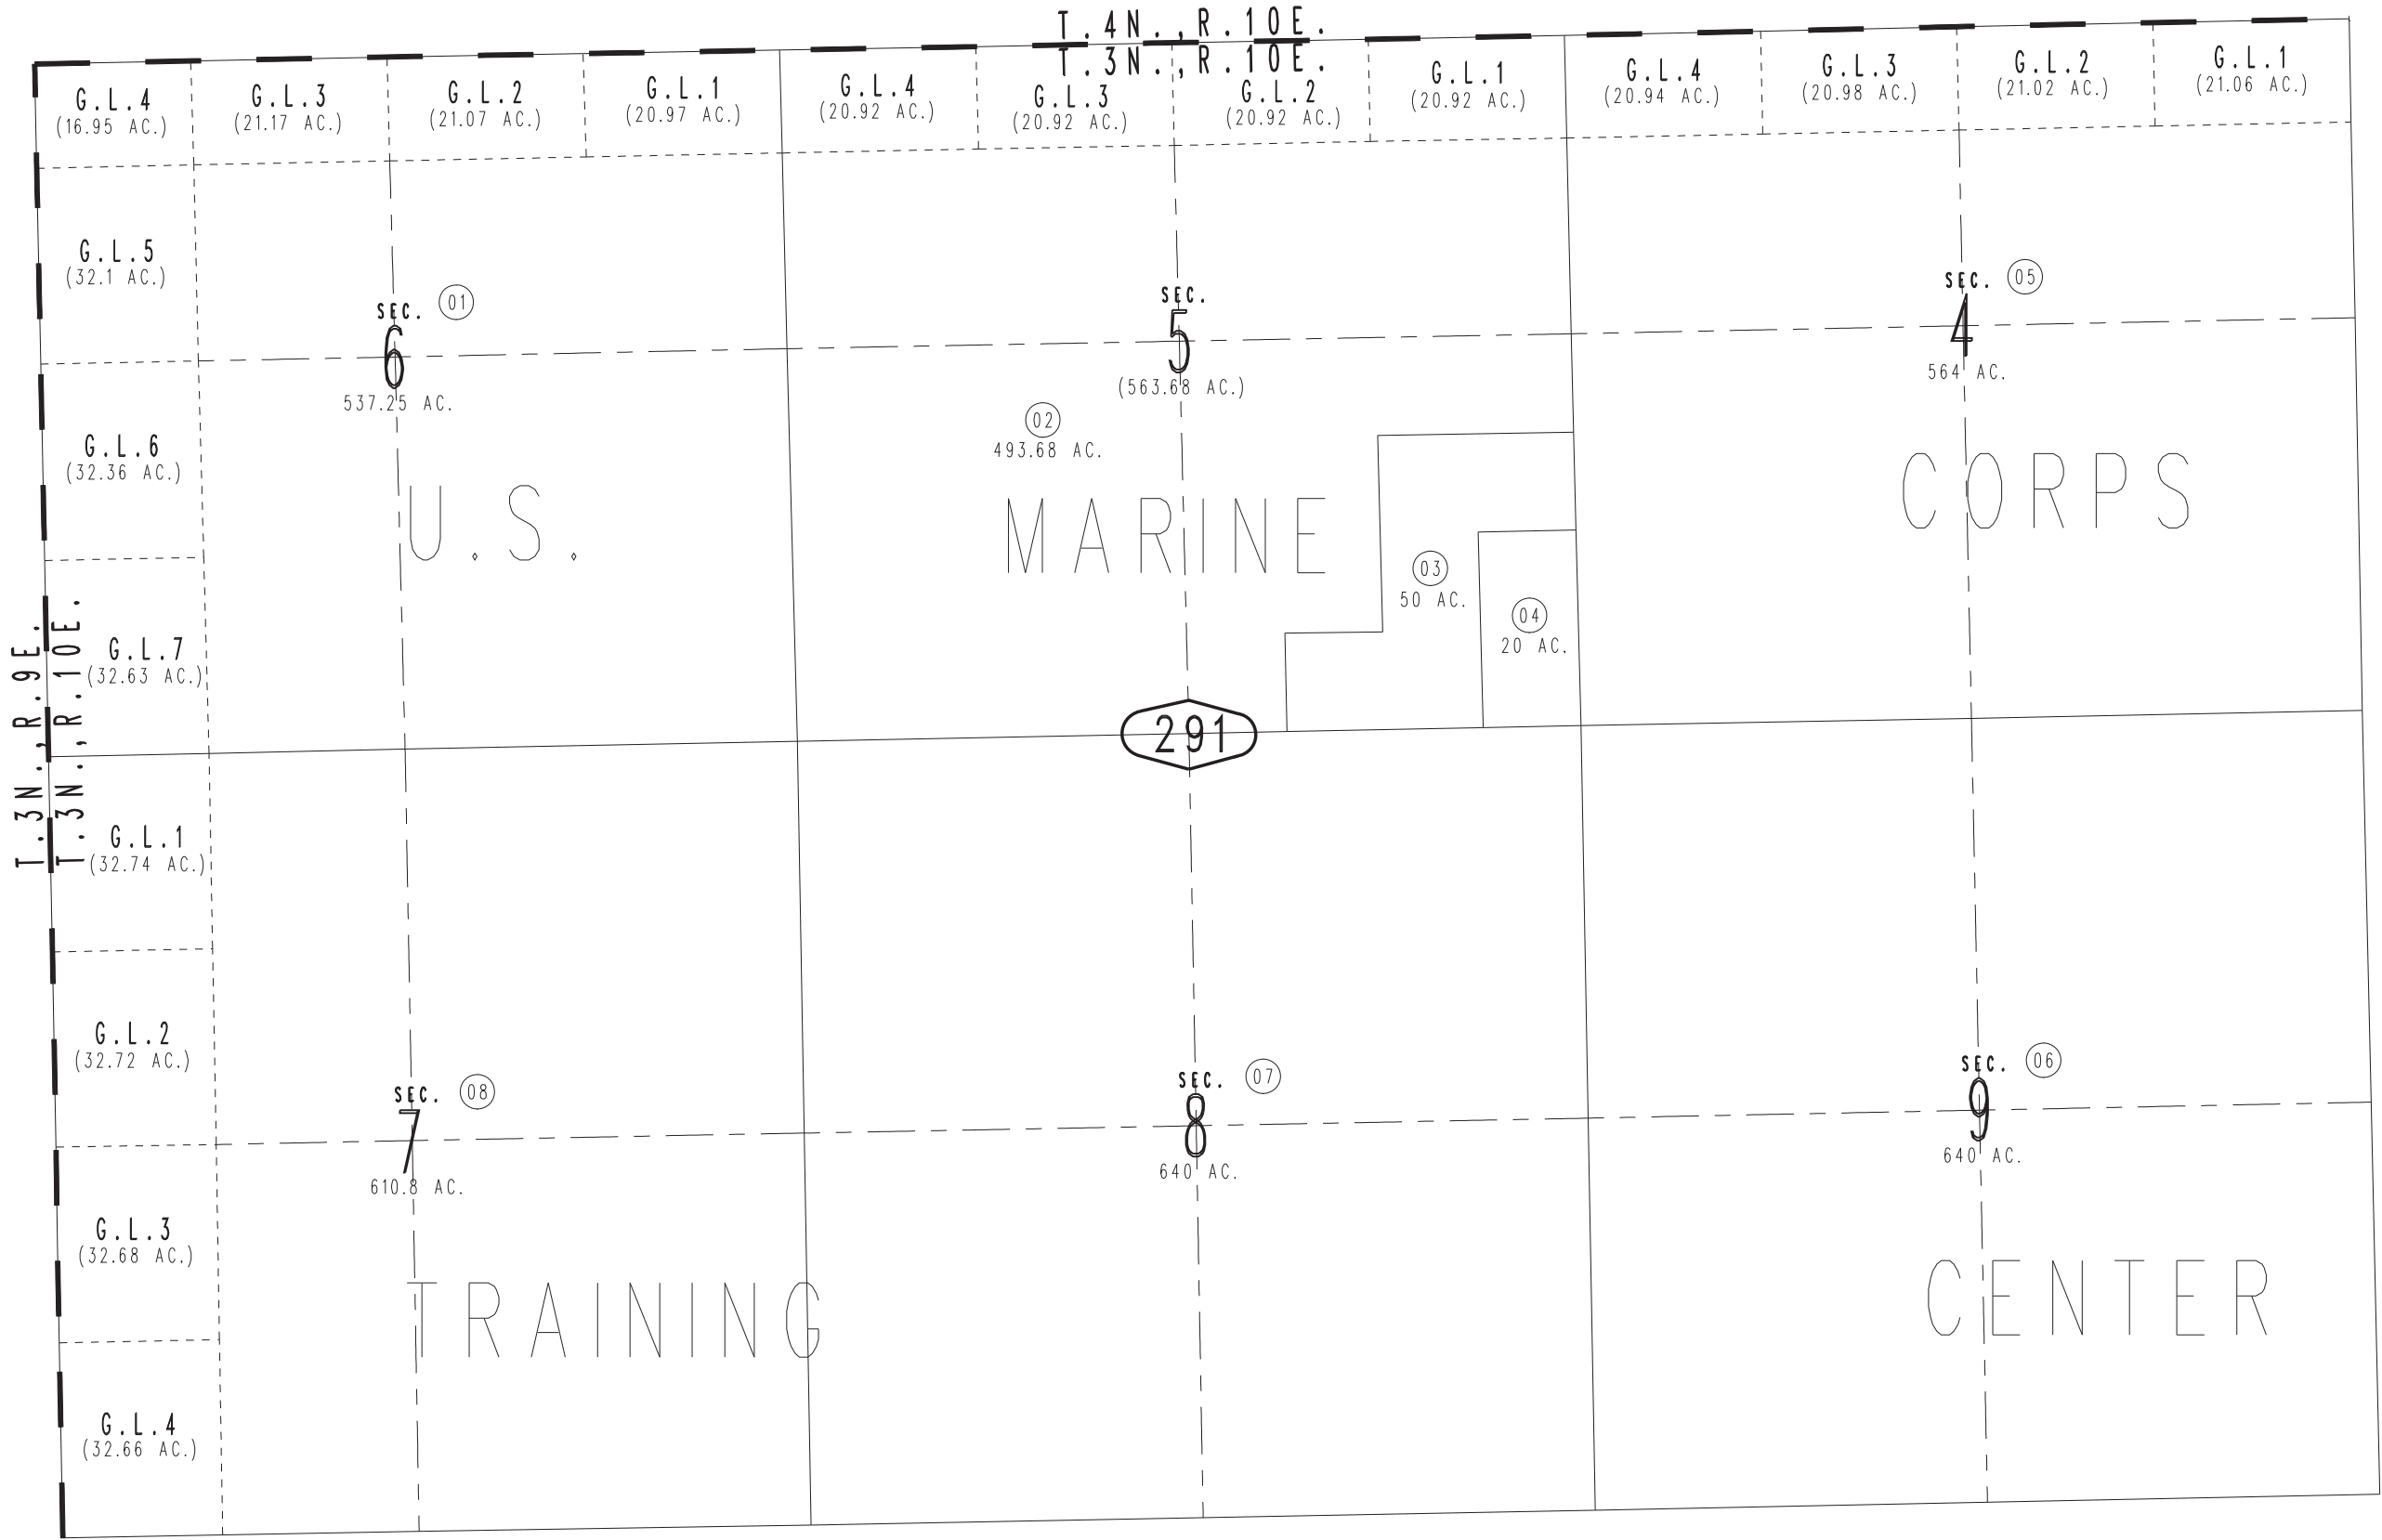 T.4N.,R.10E.
T.3N.,R.10E.
G.L.4
(16.95 AC.)
G.L.3
(21.17 AC.)
G.L.2
(21.07 AC.)
G.L.1
(20.97 AC.)
G.L.4
(20.92 AC.)
G.L.3
(20.92 AC.)
G.L.2
(20.92 AC.)
G.L.1
(20.92 AC.)
G.L.4
(20.94 AC.)
G.L.3
(20.98 AC.)
G.L.2
(21.02 AC.)
G.L.1
(21.06 AC.)
G.L.5
(32.1 AC.)
SEC.
01
6
537.25 AC.
SEC.
5
(563.68 AC.)
SEC.
05
4
564 AC.
02
493.68 AC.
G.L.6
(32.36 AC.)
U.S.
MARINE
CORPS
03
50 AC.
04
20 AC.
T.3N.,R.9E.
T.3N.,R.10E.
G.L.7
(32.63 AC.)
291
G.L.1
(32.74 AC.)
G.L.2
(32.72 AC.)
SEC.
08
7
610.8 AC.
SEC.
07
8
640 AC.
SEC.
06
9
640 AC.
G.L.3
(32.68 AC.)
TRAINING
CENTER
G.L.4
(32.66 AC.)